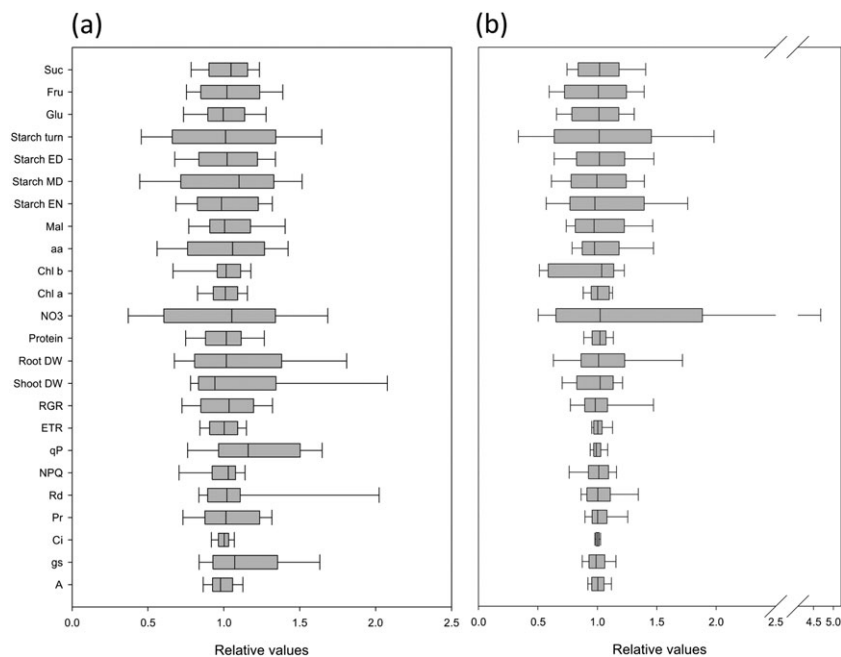 (a) (b)
Suc
Fru
Glu
Starch turn
Starch ED
Starch MD
Starch EN
Mal
aa
Chl b
Chl a
NO3
Protein
Root DW
Shoot DW
RGR
ETR
qP
NPQ
Rd
Pr
Ci
gs
A
0.0 0.5 1.0 1.5 2.0 2.5 0.0 0.5 1.0 1.5 2.0 2.5 4.5 5.0
Relative values Relative values